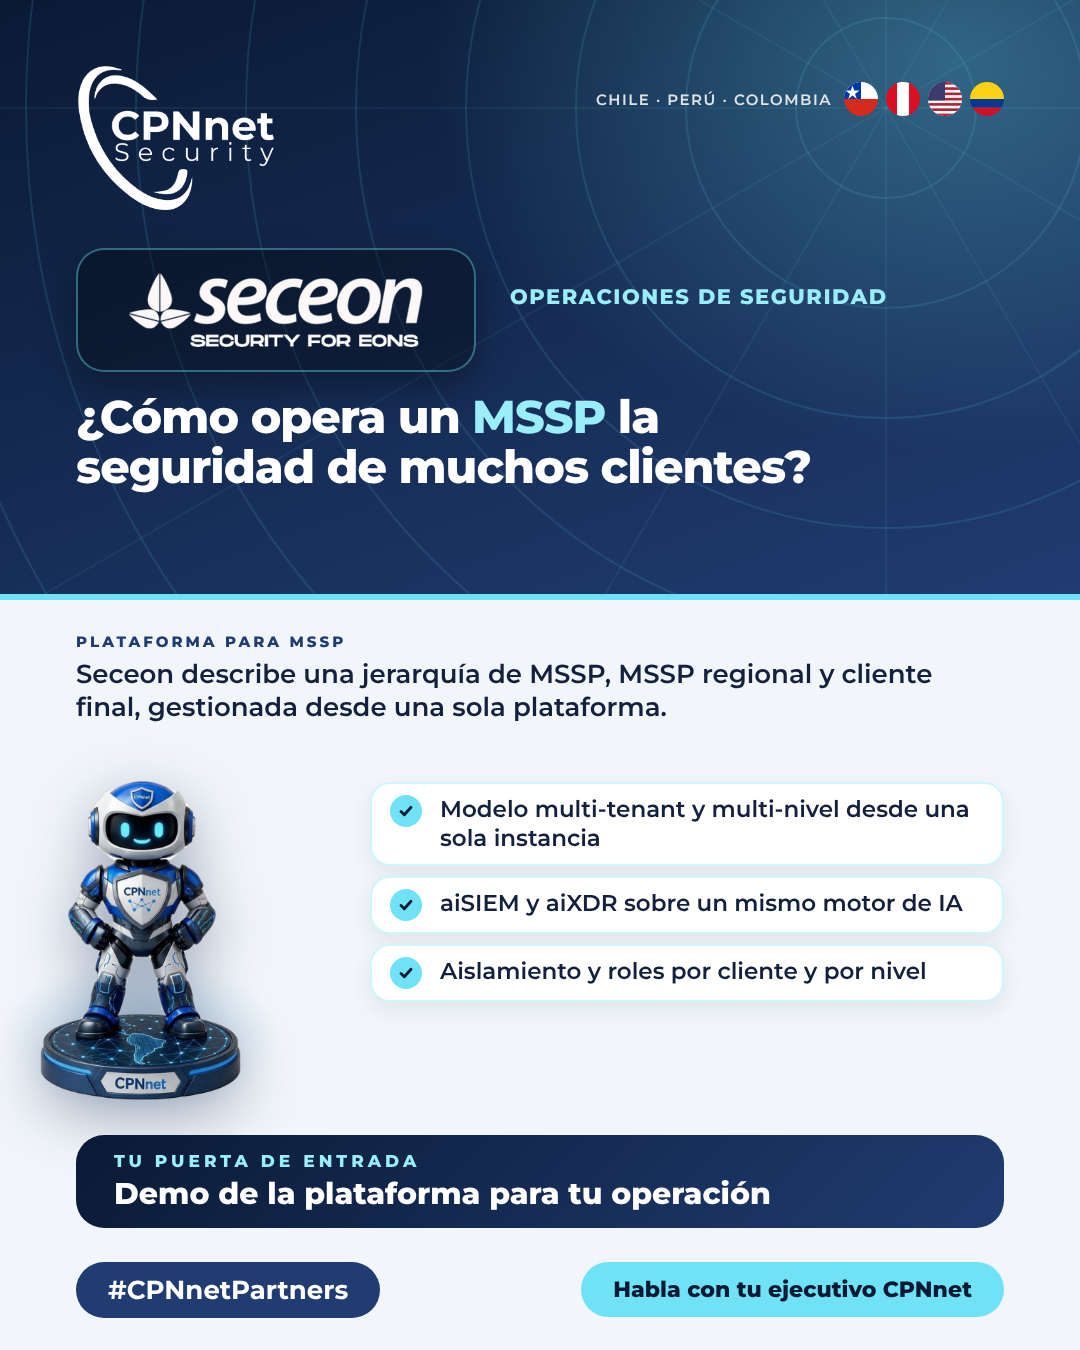 CPNnet
Security
CHILE · PERÚ · COLOMBIA
seceon
SECURITY FOR EONS
OPERACIONES DE SEGURIDAD
¿Cómo opera un MSSP la
seguridad de muchos clientes?
PLATAFORMA PARA MSSP
Seceon describe una jerarquía de MSSP, MSSP regional y cliente
final, gestionada desde una sola plataforma.
CPNnet
CPNnet
CPNnet
Modelo multi-tenant y multi-nivel desde una
sola instancia
aiSIEM y aiXDR sobre un mismo motor de IA
Aislamiento y roles por cliente y por nivel
TU PUERTA DE ENTRADA
Demo de la plataforma para tu operación
#CPNnetPartners
Habla con tu ejecutivo CPNnet